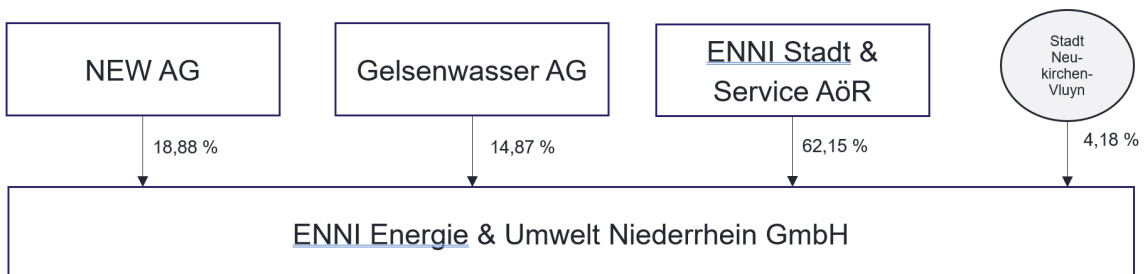 NEW AG
Gelsenwasser AG
ENNI Stadt &
Service AöR
Stadt
Neu-
kirchen-
Vluyn
18,88 %
14,87 %
62,15 %
4,18 %
ENNI Energie & Umwelt Niederrhein GmbH